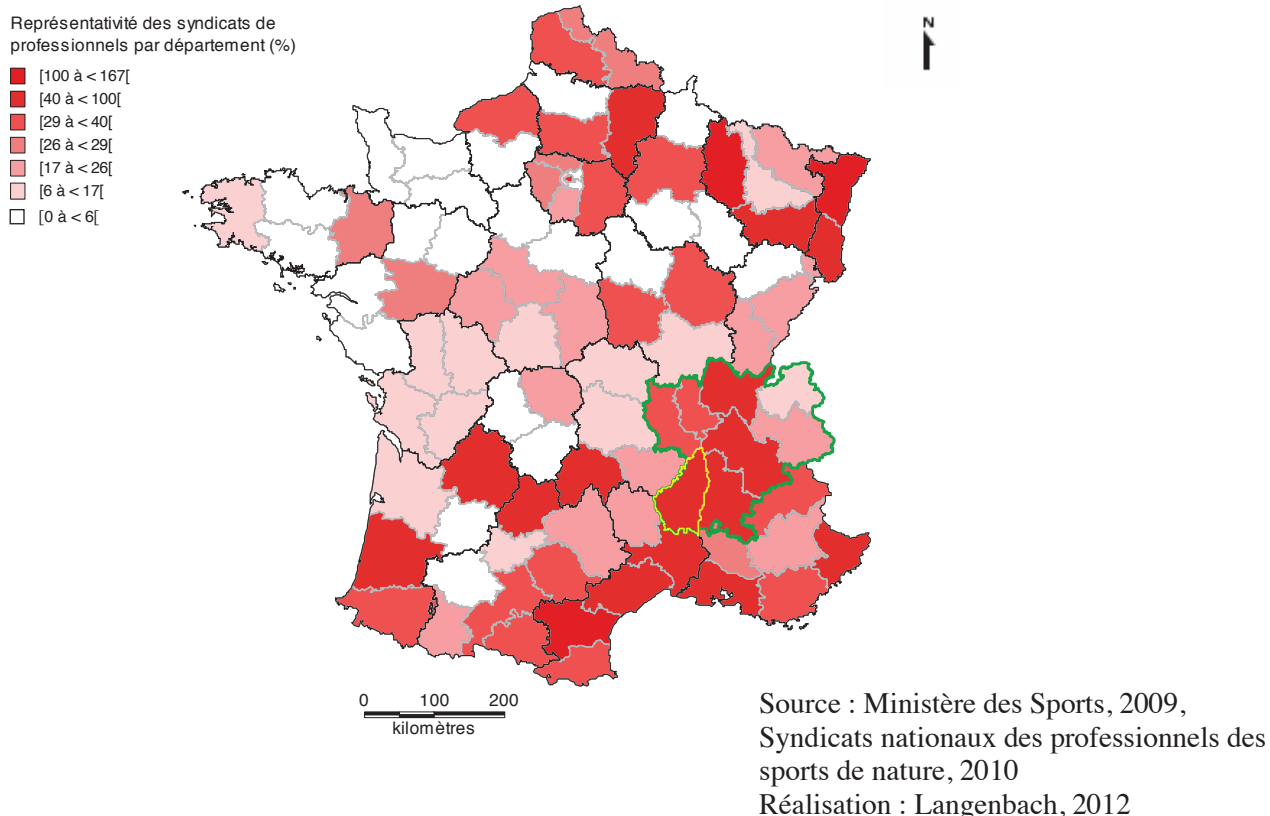 Représentativité des syndicats de
professionnels par département (%)
[100 à < 167[
[40 à < 100[
[29 à < 40[
[26 à < 29[
[17 à < 26[
[6 à < 17[
[0 à < 6[
N
0 100 200
kilomètres
Source : Ministère des Sports, 2009,
Syndicats nationaux des professionnels des
sports de nature, 2010
Réalisation : Langenbach, 2012